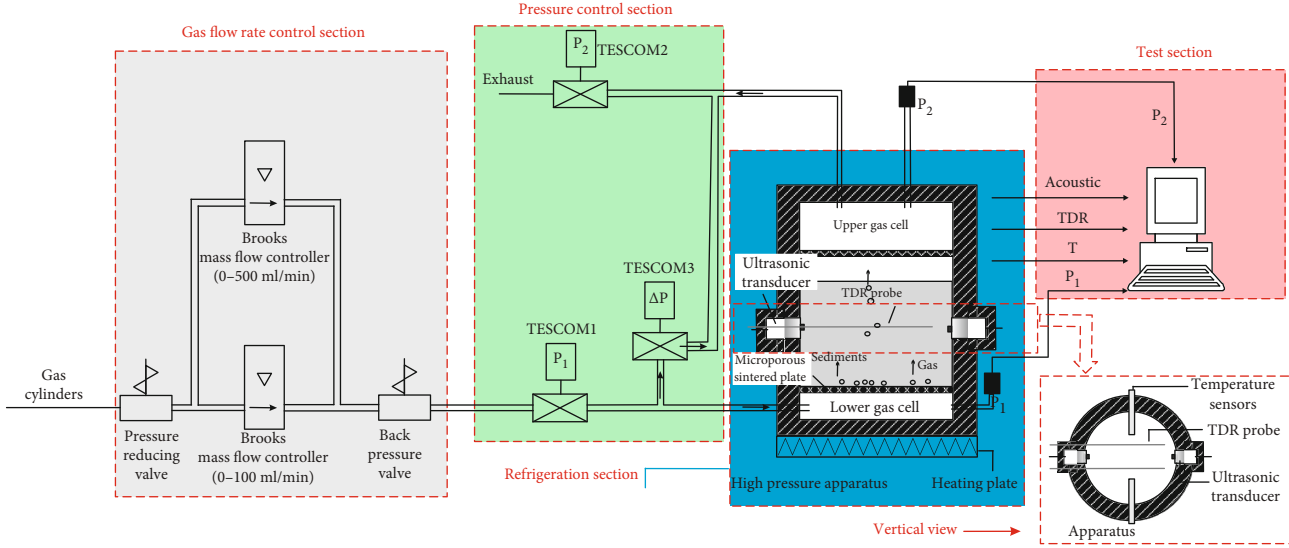 Pressure control section
Gas flow rate control section
P2
TESCOM2
Exhaust
Test section
P2
P2
Brooks
mass flow controller
(0–500 ml/min)
Acoustic
TDR
T
P1
Upper gas cell
Ultrasonic
transducer
TDR probe
TESCOM3
ΔP
TESCOM1
P1
Sediments
Microporous
sintered plate
Gas
P1
Lower gas cell
Gas
cylinders
Pressure
reducing
valve
Brooks
mass flow controller
(0–100 ml/min)
Back
pressure
valve
Refrigeration section
High pressure apparatus
Heating plate
Vertical view
Temperature
sensors
TDR probe
Ultrasonic
transducer
Apparatus